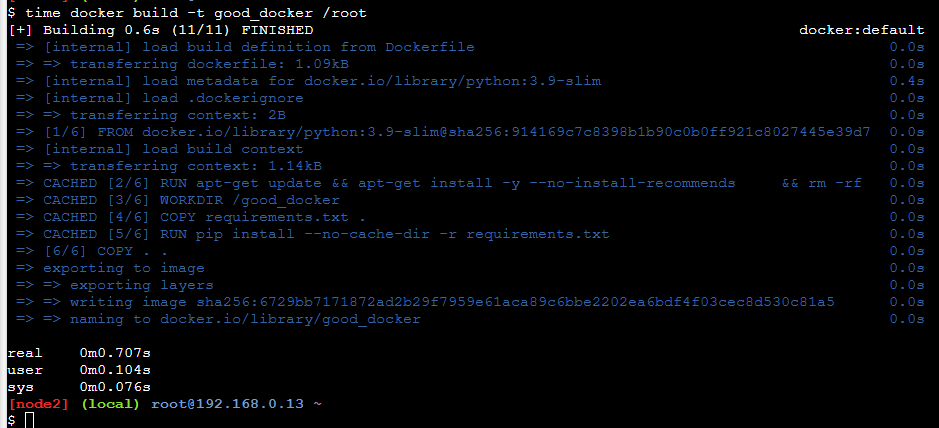 $ time docker build -t good_docker /root
[+] Building 0.6s (11/11) FINISHED docker:default
=> [internal] load build definition from Dockerfile 0.0s
=> => transferring dockerfile: 1.09kB 0.0s
=> [internal] load metadata for docker.io/library/python:3.9-slim 0.4s
=> [internal] load .dockerignore 0.0s
=> => transferring context: 2B 0.0s
=> [1/6] FROM docker.io/library/python:3.9-slim@sha256:914169c7c8398b1b90c0b0ff921c8027445e39d7 0.0s
=> [internal] load build context 0.0s
=> => transferring context: 1.14kB 0.0s
=> CACHED [2/6] RUN apt-get update && apt-get install -y --no-install-recommends && rm -rf 0.0s
=> CACHED [3/6] WORKDIR /good_docker 0.0s
=> CACHED [4/6] COPY requirements.txt . 0.0s
=> CACHED [5/6] RUN pip install --no-cache-dir -r requirements.txt 0.0s
=> [6/6] COPY . . 0.0s
=> exporting to image 0.0s
=> => exporting layers 0.0s
=> => writing image sha256:6729bb7171872ad2b29f7959e61aca89c6bbe2202ea6bdf4f03cec8d530c81a5 0.0s
=> => naming to docker.io/library/good_docker 0.0s
real 0m0.707s
user 0m0.104s
sys 0m0.076s
[node2] (local) root@192.168.0.13 ~
$